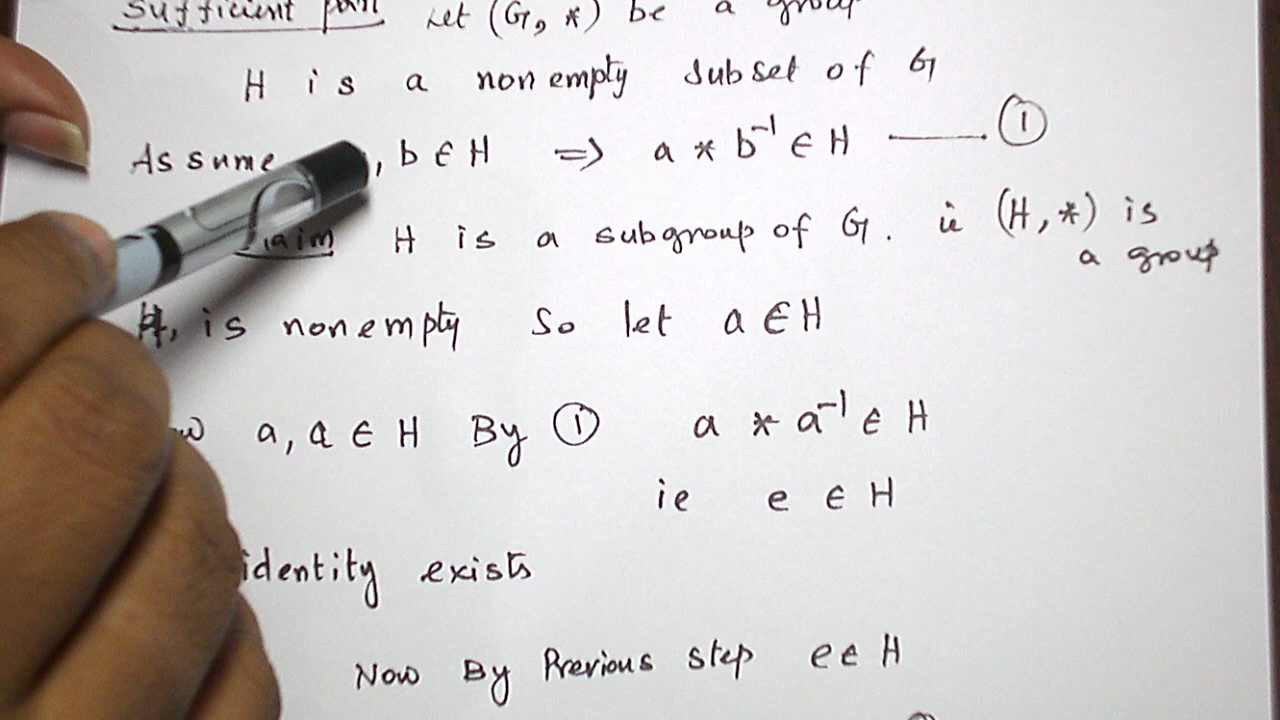 Sufficient part Let (G, *) be a group
H is a nonempty subset of G
Assume , b ∈ H ⇒ a * b⁻¹ ∈ H —— ①
H is a subgroup of G. ie (H, *) is
a group
H, is nonempty So let a ∈ H
a, a ∈ H By ① a * a⁻¹ ∈ H
ie e ∈ H
identity exists
Now By Previous step e ∈ H